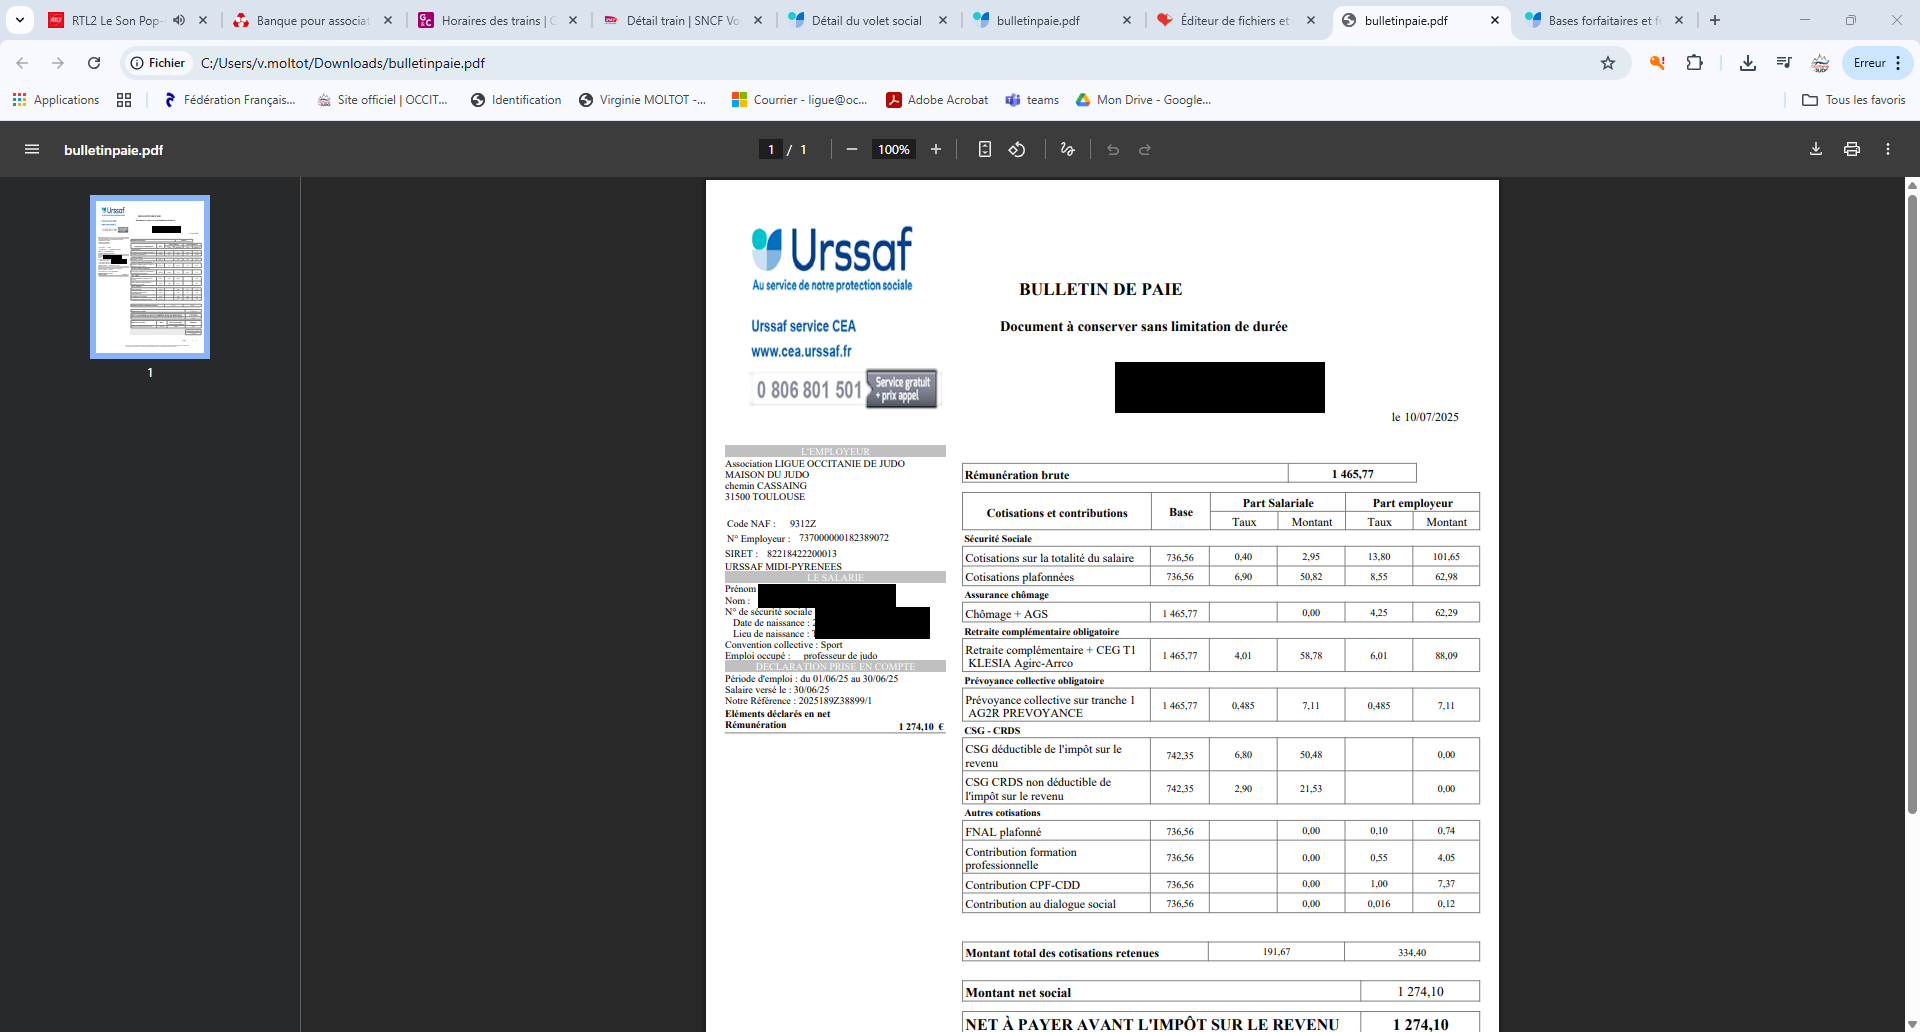 RTL2 Le Son Pop-
Banque pour associat
Horaires des trains | G
Détail train | SNCF Vo
Détail du volet social
bulletinpaie.pdf
Éditeur de fichiers et
bulletinpaie.pdf
Bases forfaitaires et f
Fichier
C:/Users/v.moltot/Downloads/bulletinpaie.pdf
Erreur
Applications
Fédération Français...
Site officiel | OCCIT...
Identification
Virginie MOLTOT -...
Courrier - ligue@oc...
Adobe Acrobat
teams
Mon Drive - Google...
Tous les favoris
bulletinpaie.pdf
1 / 1
100%
1
Urssaf
Au service de notre protection sociale
Urssaf service CEA
www.cea.urssaf.fr
0 806 801 501 Service gratuit
+ prix appel
BULLETIN DE PAIE
Document à conserver sans limitation de durée
le 10/07/2025
L'EMPLOYEUR
Association LIGUE OCCITANIE DE JUDO
MAISON DU JUDO
chemin CASSAING
31500 TOULOUSE
Code NAF : 9312Z
N° Employeur : 737000000182389072
SIRET : 82218422200013
URSSAF MIDI-PYRENEES
LE SALARIE
Prénom
Nom :
N° de sécurité sociale
Date de naissance : 2
Lieu de naissance :
Convention collective : Sport
Emploi occupé : professeur de judo
DECLARATION PRISE EN COMPTE
Période d'emploi : du 01/06/25 au 30/06/25
Salaire versé le : 30/06/25
Notre Référence : 2025189Z38899/1
Eléments déclarés en net
Rémunération 1 274,10 €
Rémunération brute 1 465,77
Cotisations et contributions Base Part Salariale Part employeur
Taux Montant Taux Montant
Sécurité Sociale
Cotisations sur la totalité du salaire 736,56 0,40 2,95 13,80 101,65
Cotisations plafonnées 736,56 6,90 50,82 8,55 62,98
Assurance chômage
Chômage + AGS 1 465,77 0,00 4,25 62,29
Retraite complémentaire obligatoire
Retraite complémentaire + CEG T1
KLESIA Agirc-Arrco 1 465,77 4,01 58,78 6,01 88,09
Prévoyance collective obligatoire
Prévoyance collective sur tranche 1
AG2R PREVOYANCE 1 465,77 0,485 7,11 0,485 7,11
CSG - CRDS
CSG déductible de l'impôt sur le
revenu 742,35 6,80 50,48 0,00
CSG CRDS non déductible de
l'impôt sur le revenu 742,35 2,90 21,53 0,00
Autres cotisations
FNAL plafonné 736,56 0,00 0,10 0,74
Contribution formation
professionnelle 736,56 0,00 0,55 4,05
Contribution CPF-CDD 736,56 0,00 1,00 7,37
Contribution au dialogue social 736,56 0,00 0,016 0,12
Montant total des cotisations retenues 191,67 334,40
Montant net social 1 274,10
NET À PAYER AVANT L'IMPÔT SUR LE REVENU 1 274,10